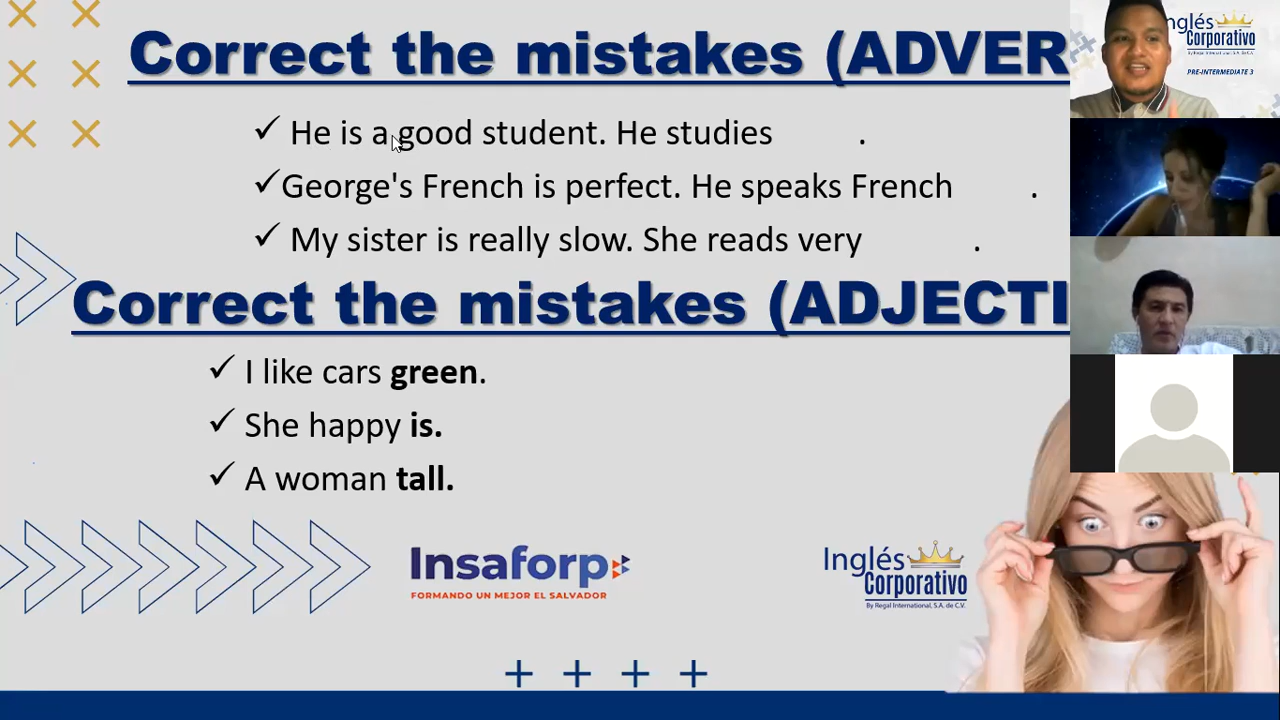 Correct the mistakes (ADVER
He is a good student. He studies .
George's French is perfect. He speaks French .
My sister is really slow. She reads very .
Correct the mistakes (ADJECTI
I like cars green.
She happy is.
A woman tall.
Insaforp
FORMANDO UN MEJOR EL SALVADOR
Inglés
Corporativo
By Regal International, S.A. de C.V.
nglés
Corporativo
By Regal International, S.A. de C.V.
PRE-INTERMEDIATE 3